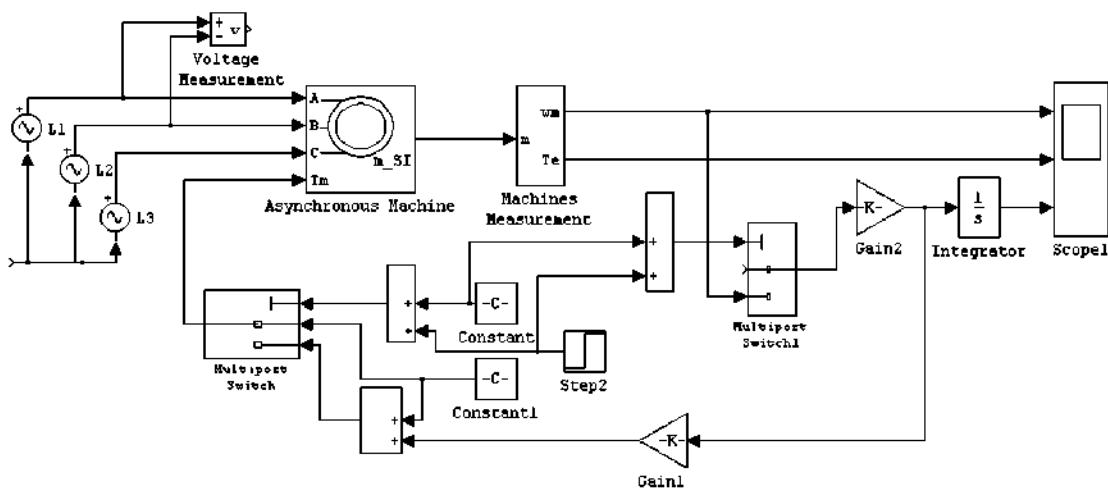 +
-
v
Voltage
Measurement
+
L1
+
L2
+
L3
A
B
C
Tm
m_SI
Asynchronous Machine
m
wm
Te
Machines
Measurement
+
+
-K-
Gain2
1
s
Integrator
Scope1
Multiport
Switch1
+
+
-C-
Constant
Step2
Multiport
Switch
-C-
Constant1
+
+
-K-
Gain1